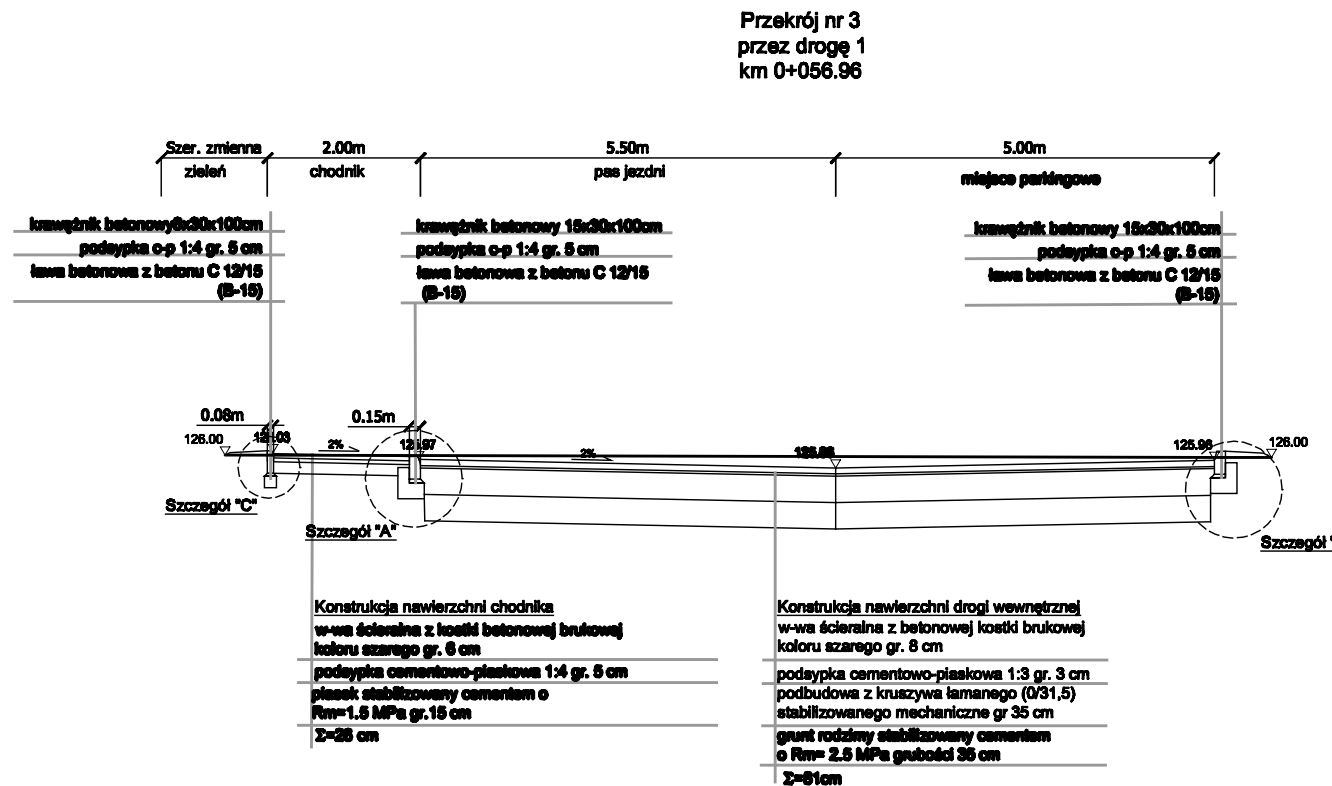 Przekrój nr 3
przez drogę 1
km 0+056.96
Szer. zmienna
2.00m
5.50m
5.00m
zieleń
chodnik
pas jezdni
miejsce parkingowe
krawężnik betonowy8x30x100cm
podsypka c-p 1:4 gr. 5 cm
ława betonowa z betonu C 12/15
(B-15)
krawężnik betonowy 15x30x100cm
podsypka c-p 1:4 gr. 5 cm
ława betonowa z betonu C 12/15
(B-15)
krawężnik betonowy 15x30x100cm
podsypka c-p 1:4 gr. 5 cm
ława betonowa z betonu C 12/15
(B-15)
0.08m
0.15m
126.00
2%
2%
125.96
126.00
Szczegół "C"
Szczegół "A"
Szczegół "
Konstrukcja nawierzchni chodnika
w-wa ścieralna z kostki betonowej brukowej
koloru szarego gr. 6 cm
podsypka cementowo-piaskowa 1:4 gr. 5 cm
piasek stabilizowany cementem o
Rm=1.5 MPa gr.15 cm
Σ=26 cm
Konstrukcja nawierzchni drogi wewnętrznej
w-wa ścieralna z betonowej kostki brukowej
koloru szarego gr. 8 cm
podsypka cementowo-piaskowa 1:3 gr. 3 cm
podbudowa z kruszywa łamanego (0/31,5)
stabilizowanego mechaniczne gr 35 cm
grunt rodzimy stabilizowany cementem
o Rm= 2.5 MPa grubości 35 cm
Σ=81cm